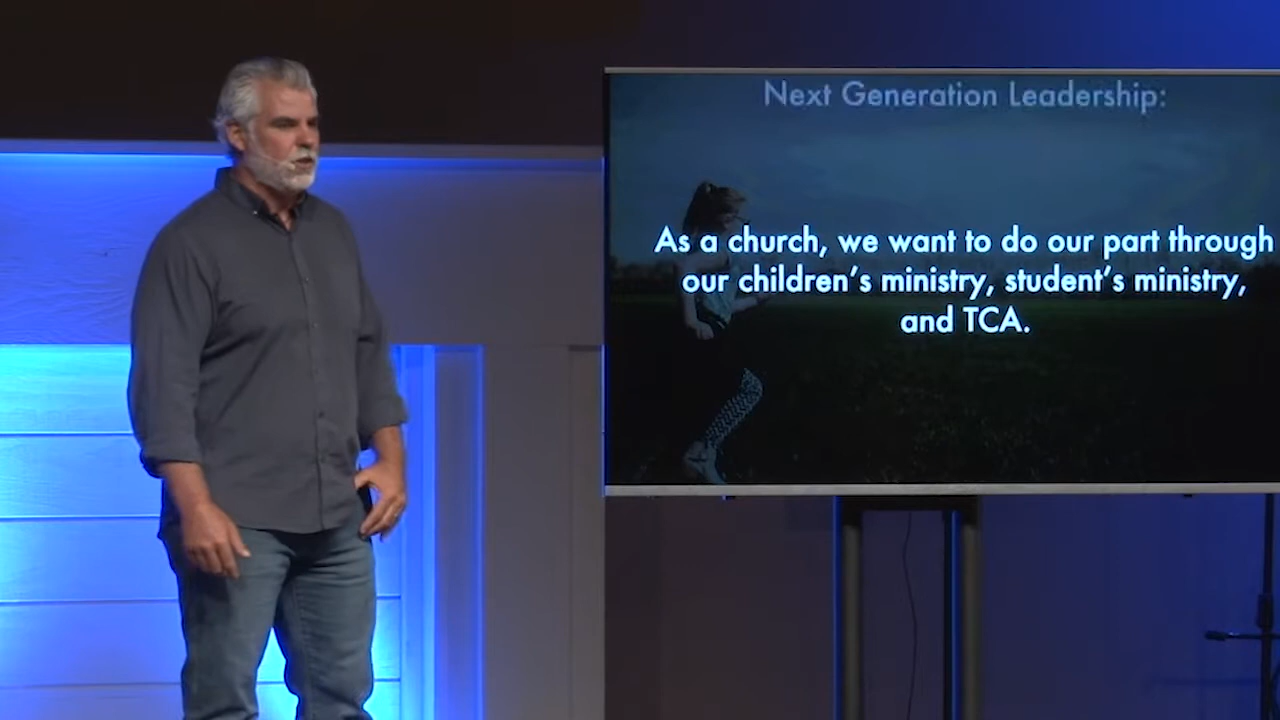 Next Generation Leadership:
As a church, we want to do our part through
our children's ministry, student's ministry,
and TCA.